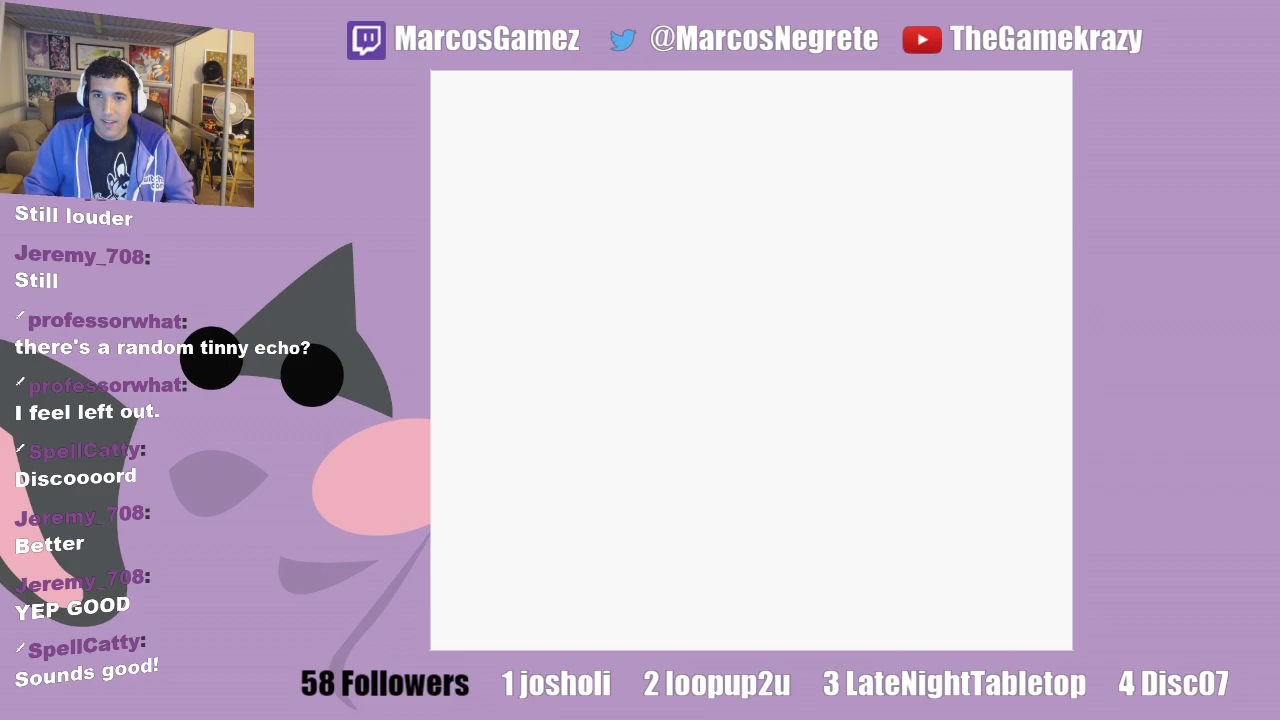 MarcosGamez @MarcosNegrete TheGamekrazy
Still louder
Jeremy_708:
Still
professorwhat:
there's a random tinny echo?
professorwhat:
I feel left out.
SpellCatty:
Discoooord
Jeremy_708:
Better
Jeremy_708:
YEP GOOD
SpellCatty:
Sounds good!
58 Followers 1 josholi 2 loopup2u 3 LateNightTabletop 4 Disc07